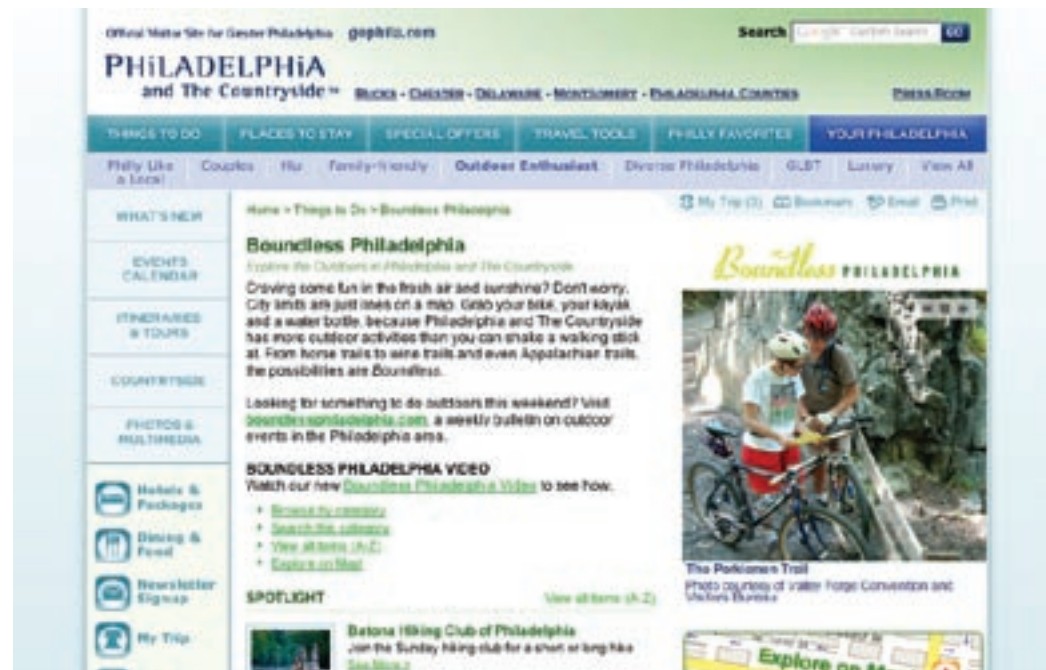 Official Visitor Site for Greater Philadelphia gophila.com
Search
GO
PHiLADELPHiA
and The Countryside™
BUCKS - CHESTER - DELAWARE - MONTGOMERY - PHILADELPHIA COUNTIES
PRESS ROOM
THINGS TO DO PLACES TO STAY SPECIAL OFFERS TRAVEL TOOLS PHILLY FAVORITES YOUR PHILADELPHIA
Philly Like Couples Family-friendly Outdoor Enthusiast Diverse Philadelphia GLBT Luxury View All
a Local
My Trip (0) Bookmark Email Print
WHAT'S NEW
EVENTS
CALENDAR
ITINERARIES
& TOURS
COUNTRYSIDE
PHOTOS &
MULTIMEDIA
Hotels &
Packages
Dining &
Food
Newsletter
Signup
My Trip
Home > Things to Do > Boundless Philadelphia
Boundless Philadelphia
Explore the Outdoors in Philadelphia and The Countryside
Craving some fun in the fresh air and sunshine? Don't worry.
City limits are just lines on a map. Grab your bike, your kayak
and a water bottle, because Philadelphia and The Countryside
has more outdoor activities than you can shake a walking stick
at. From horse trails to wine trails and even Appalachian trails,
the possibilities are Boundless.
Looking for something to do outdoors this weekend? Visit
boundlessphiladelphia.com, a weekly bulletin on outdoor
events in the Philadelphia area.
BOUNDLESS PHILADELPHIA VIDEO
Watch our new Boundless Philadelphia Video to see how.
Browse by category
Search this category
View all items (A-Z)
Explore on Map
SPOTLIGHT View all items (A-Z)
Batona Hiking Club of Philadelphia
Join the Sunday hiking club for a short or long hike
See More >
Boundless PHILADELPHIA
The Perkiomen Trail
Photo courtesy of Valley Forge Convention and
Visitors Bureau
Explore on